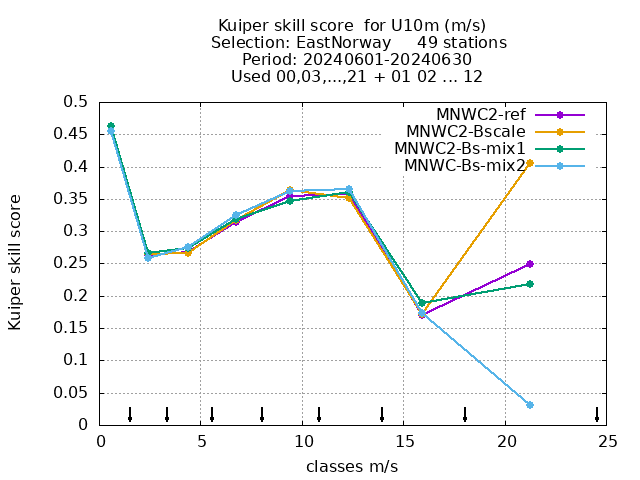 Kuiper skill score  for U10m (m/s)
Selection: EastNorway     49 stations
Period: 20240601-20240630
Used 00,03,...,21 + 01 02 ... 12
MNWC2-ref
MNWC2-Bscale
MNWC2-Bs-mix1
MNWC-Bs-mix2
Kuiper skill score
0.5
0.45
0.4
0.35
0.3
0.25
0.2
0.15
0.1
0.05
0
0 5 10 15 20 25
classes m/s